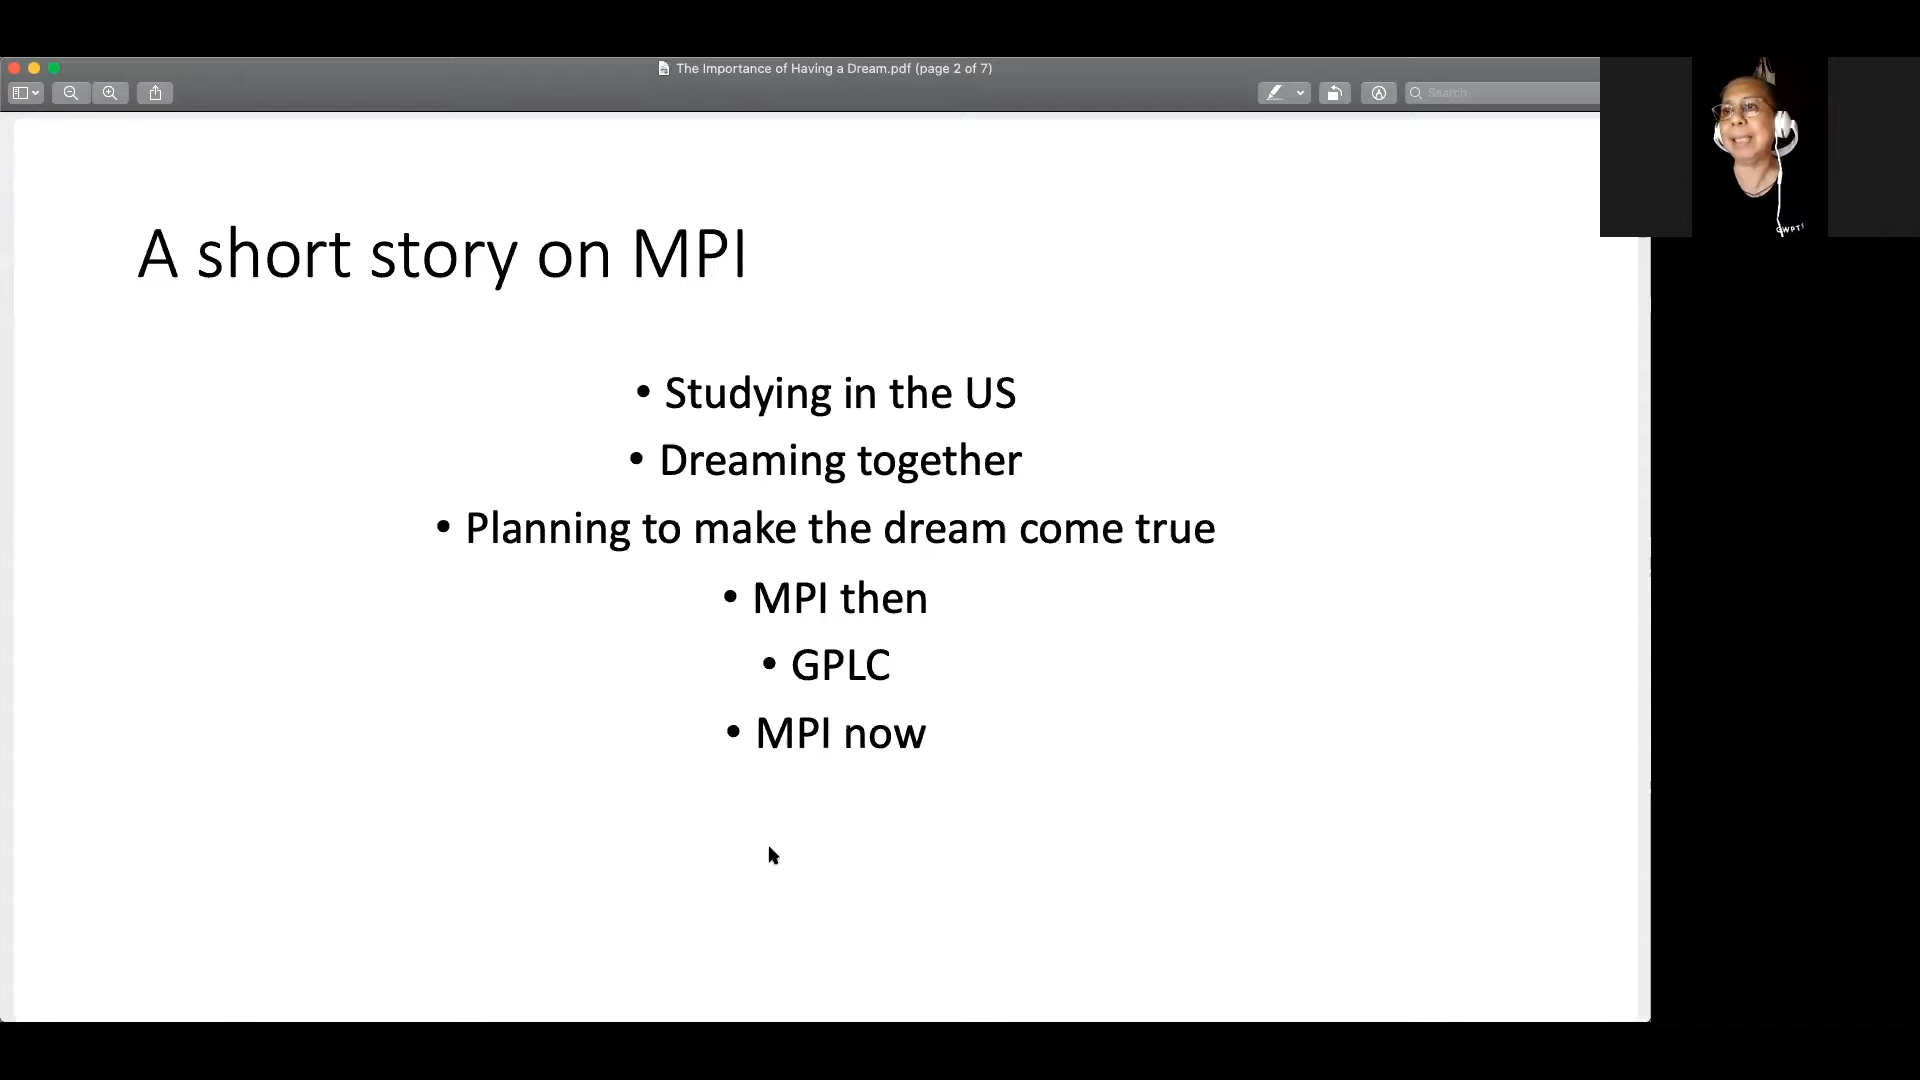 The Importance of Having a Dream.pdf (page 2 of 7)
Search
A short story on MPI
• Studying in the US
• Dreaming together
• Planning to make the dream come true
• MPI then
• GPLC
• MPI now